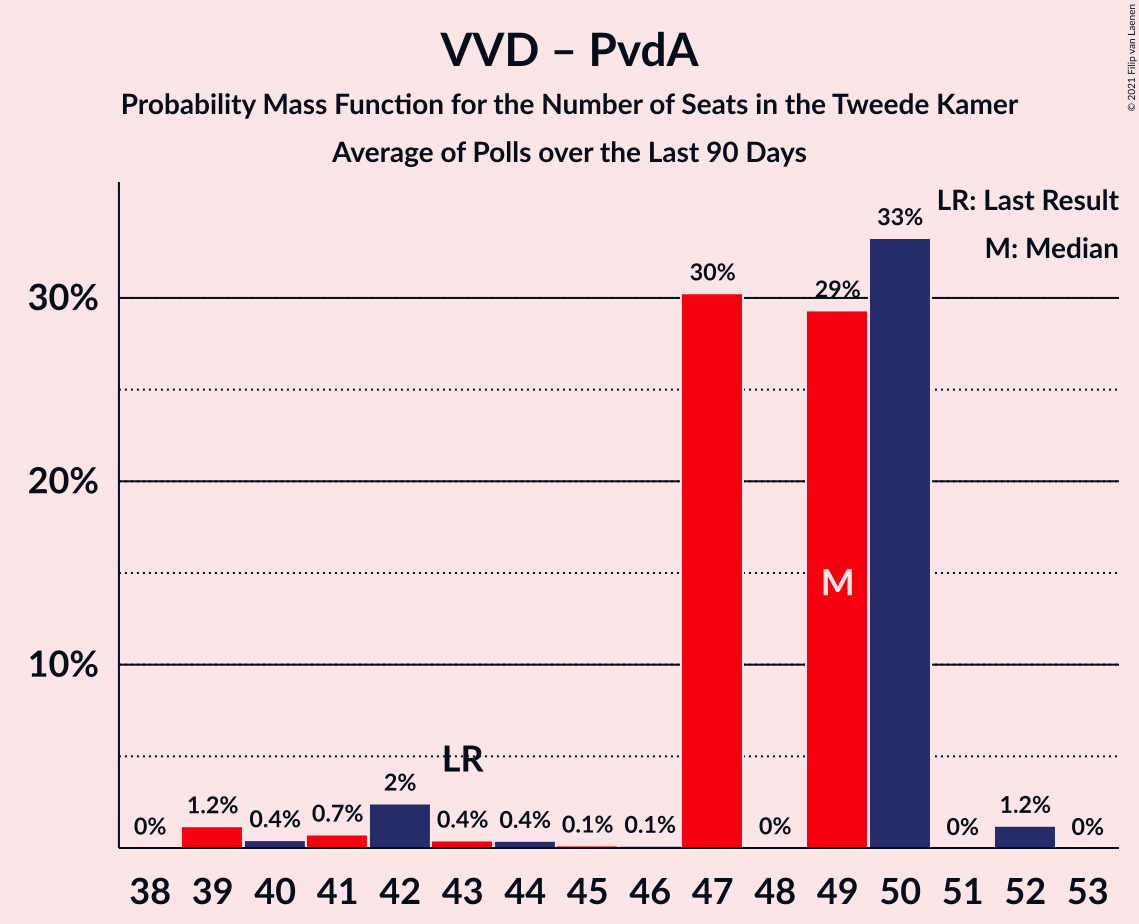 VVD – PvdA
Probability Mass Function for the Number of Seats in the Tweede Kamer
Average of Polls over the Last 90 Days
© 2021 Filip van Laenen
LR: Last Result
M: Median
30%
20%
10%
0%
1.2%
0.4%
0.7%
2%
LR
0.4%
0.4%
0.1%
0.1%
30%
0%
29%
M
33%
0%
1.2%
0%
38 39 40 41 42 43 44 45 46 47 48 49 50 51 52 53